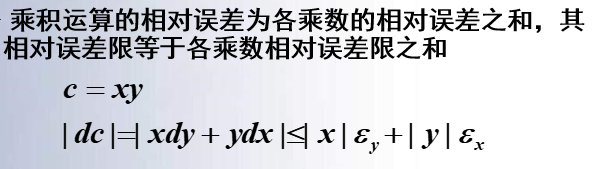 乘积运算的相对误差为各乘数的相对误差之和，其
相对误差限等于各乘数相对误差限之和
c = xy
| dc |=| xdy + ydx |≤| x | ε_y + | y | ε_x